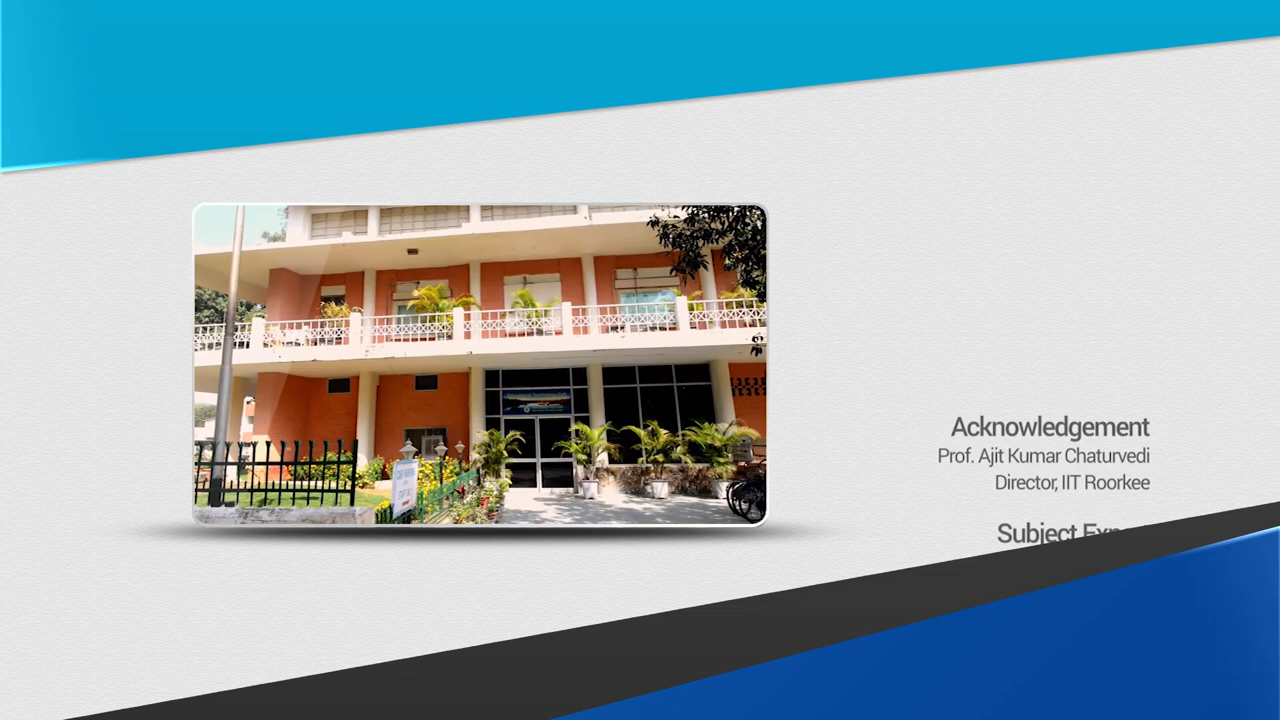 Acknowledgement
Prof. Ajit Kumar Chaturvedi
Director, IIT Roorkee
Subject